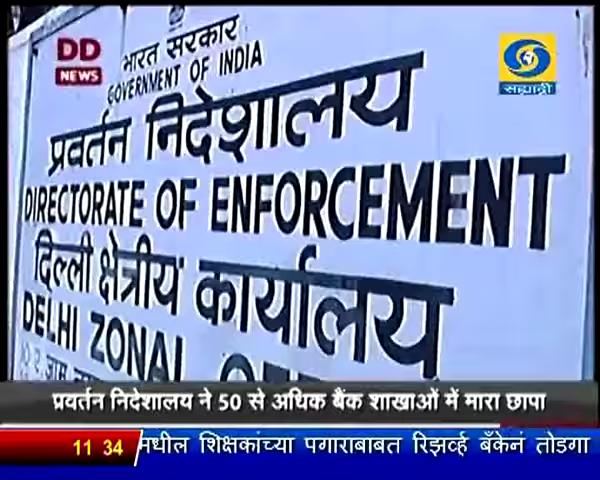 DD
NEWS
सह्याद्री
भारत सरकार
GOVERNMENT OF INDIA
प्रवर्तन निदेशालय
DIRECTORATE OF ENFORCEMENT
दिल्ली क्षेत्रीय कार्यालय
DELHI ZONAL
प्रवर्तन निदेशालय ने 50 से अधिक बैंक शाखाओं में मारा छापा
11 34 मधील शिक्षकांच्या पगाराबाबत रिझर्व्ह बँकेनं तोडगा